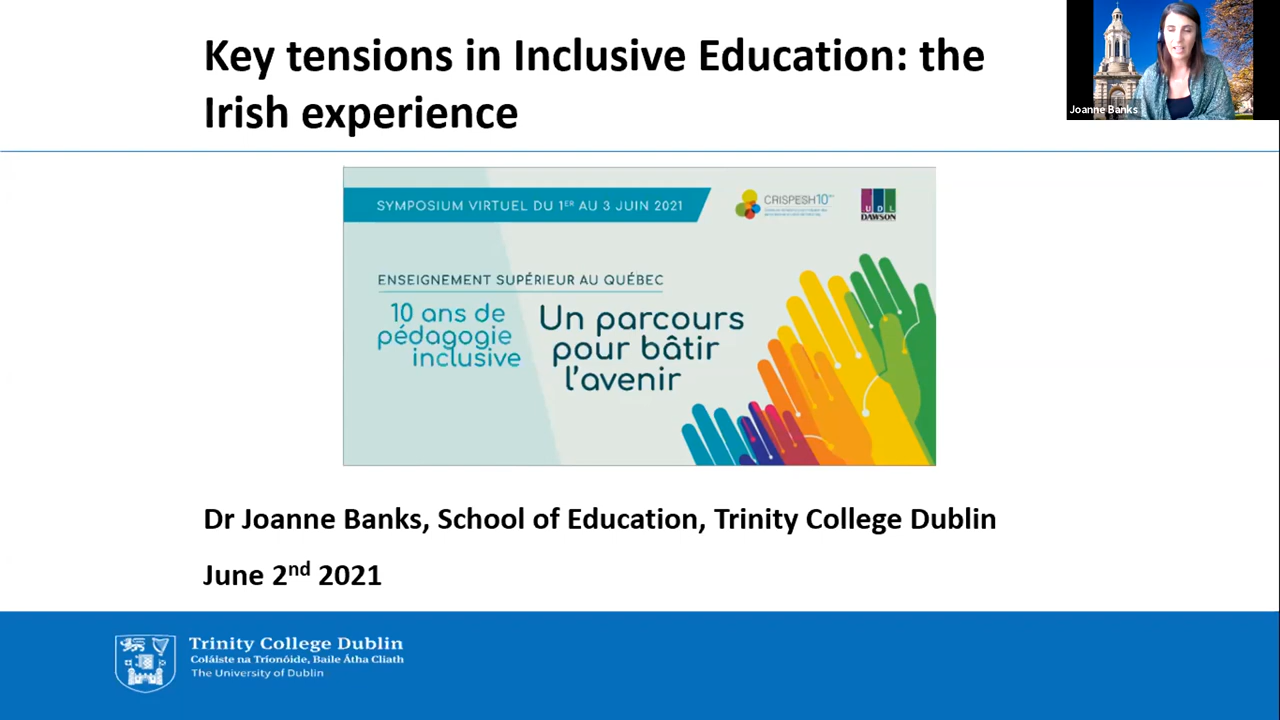 Key tensions in Inclusive Education: the
Irish experience
Joanne Banks
SYMPOSIUM VIRTUEL DU 1ER AU 3 JUIN 2021
CRISPESH10
UDL
DAWSON
ENSEIGNEMENT SUPÉRIEUR AU QUÉBEC
10 ans de
pédagogie
inclusive
Un parcours
pour bâtir
l'avenir
Dr Joanne Banks, School of Education, Trinity College Dublin
June 2nd 2021
Trinity College Dublin
Coláiste na Tríonóide, Baile Átha Cliath
The University of Dublin